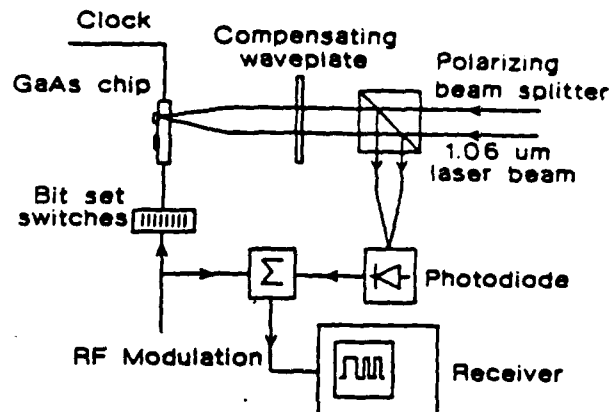 Clock
Compensating
waveplate
Polarizing
beam splitter
GaAs chip
1.06 um
laser beam
Bit set
switches
Σ
Photodiode
RF Modulation
Receiver